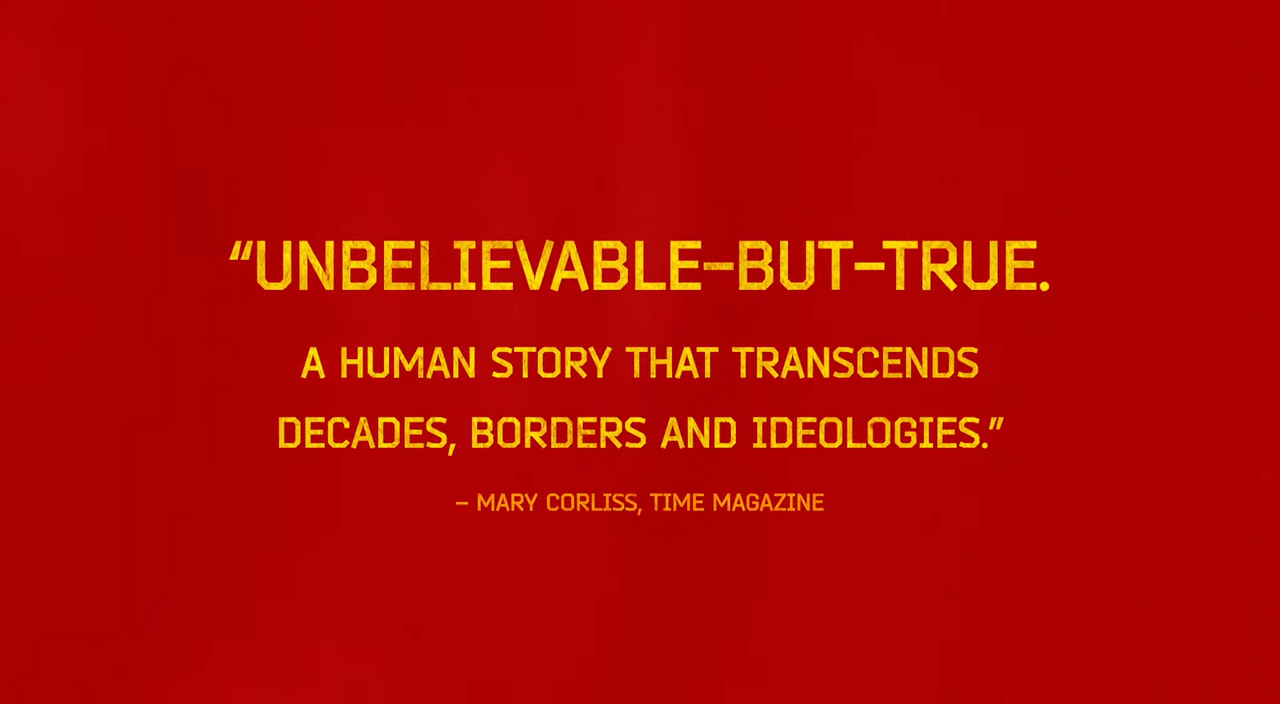 “UNBELIEVABLE-BUT-TRUE.
A HUMAN STORY THAT TRANSCENDS
DECADES, BORDERS AND IDEOLOGIES.”
– MARY CORLISS, TIME MAGAZINE